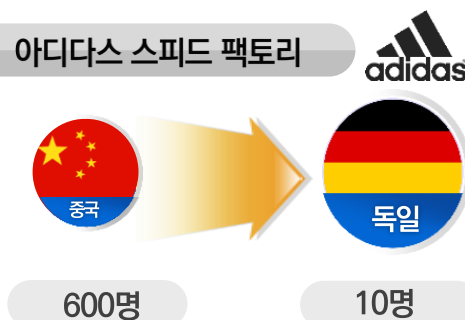 아디다스 스피드 팩토리
adidas
중국
독일
600명
10명